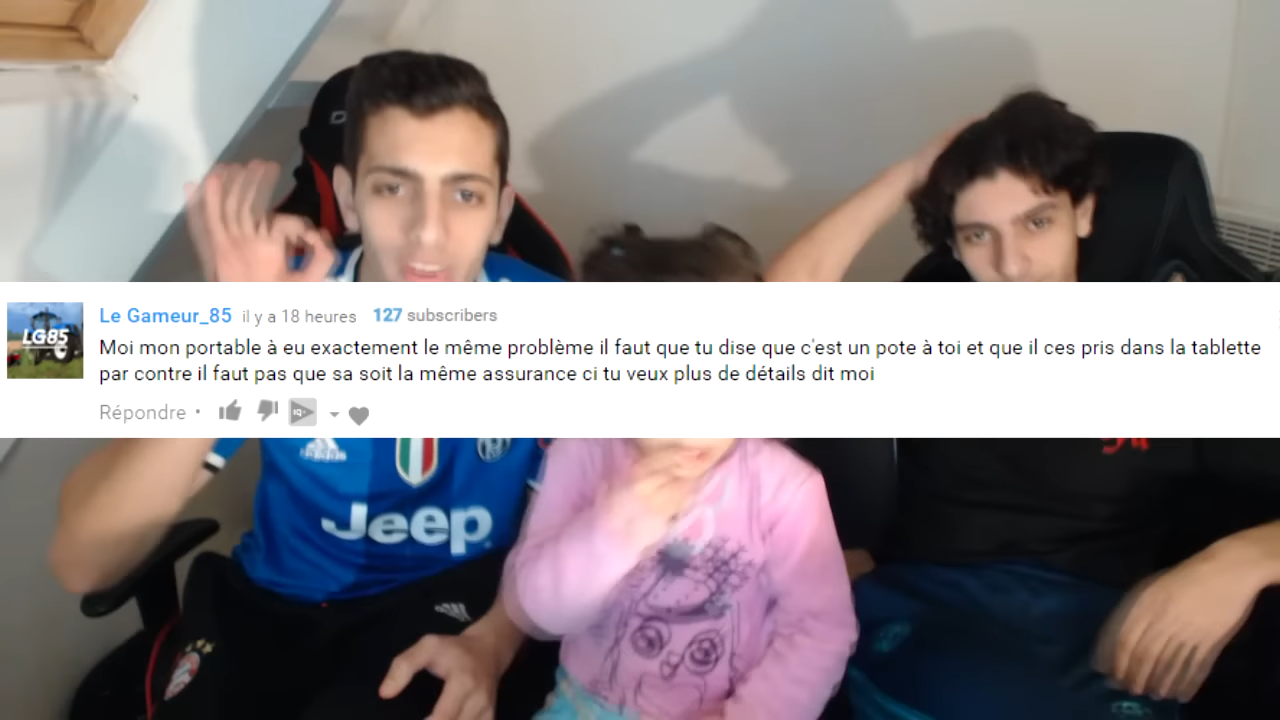 LG85
Le Gameur_85 il y a 18 heures 127 subscribers
Moi mon portable à eu exactement le même problème il faut que tu dise que c'est un pote à toi et que il ces pris dans la tablette
par contre il faut pas que sa soit la même assurance ci tu veux plus de détails dit moi
Répondre •
adidas
Jeep